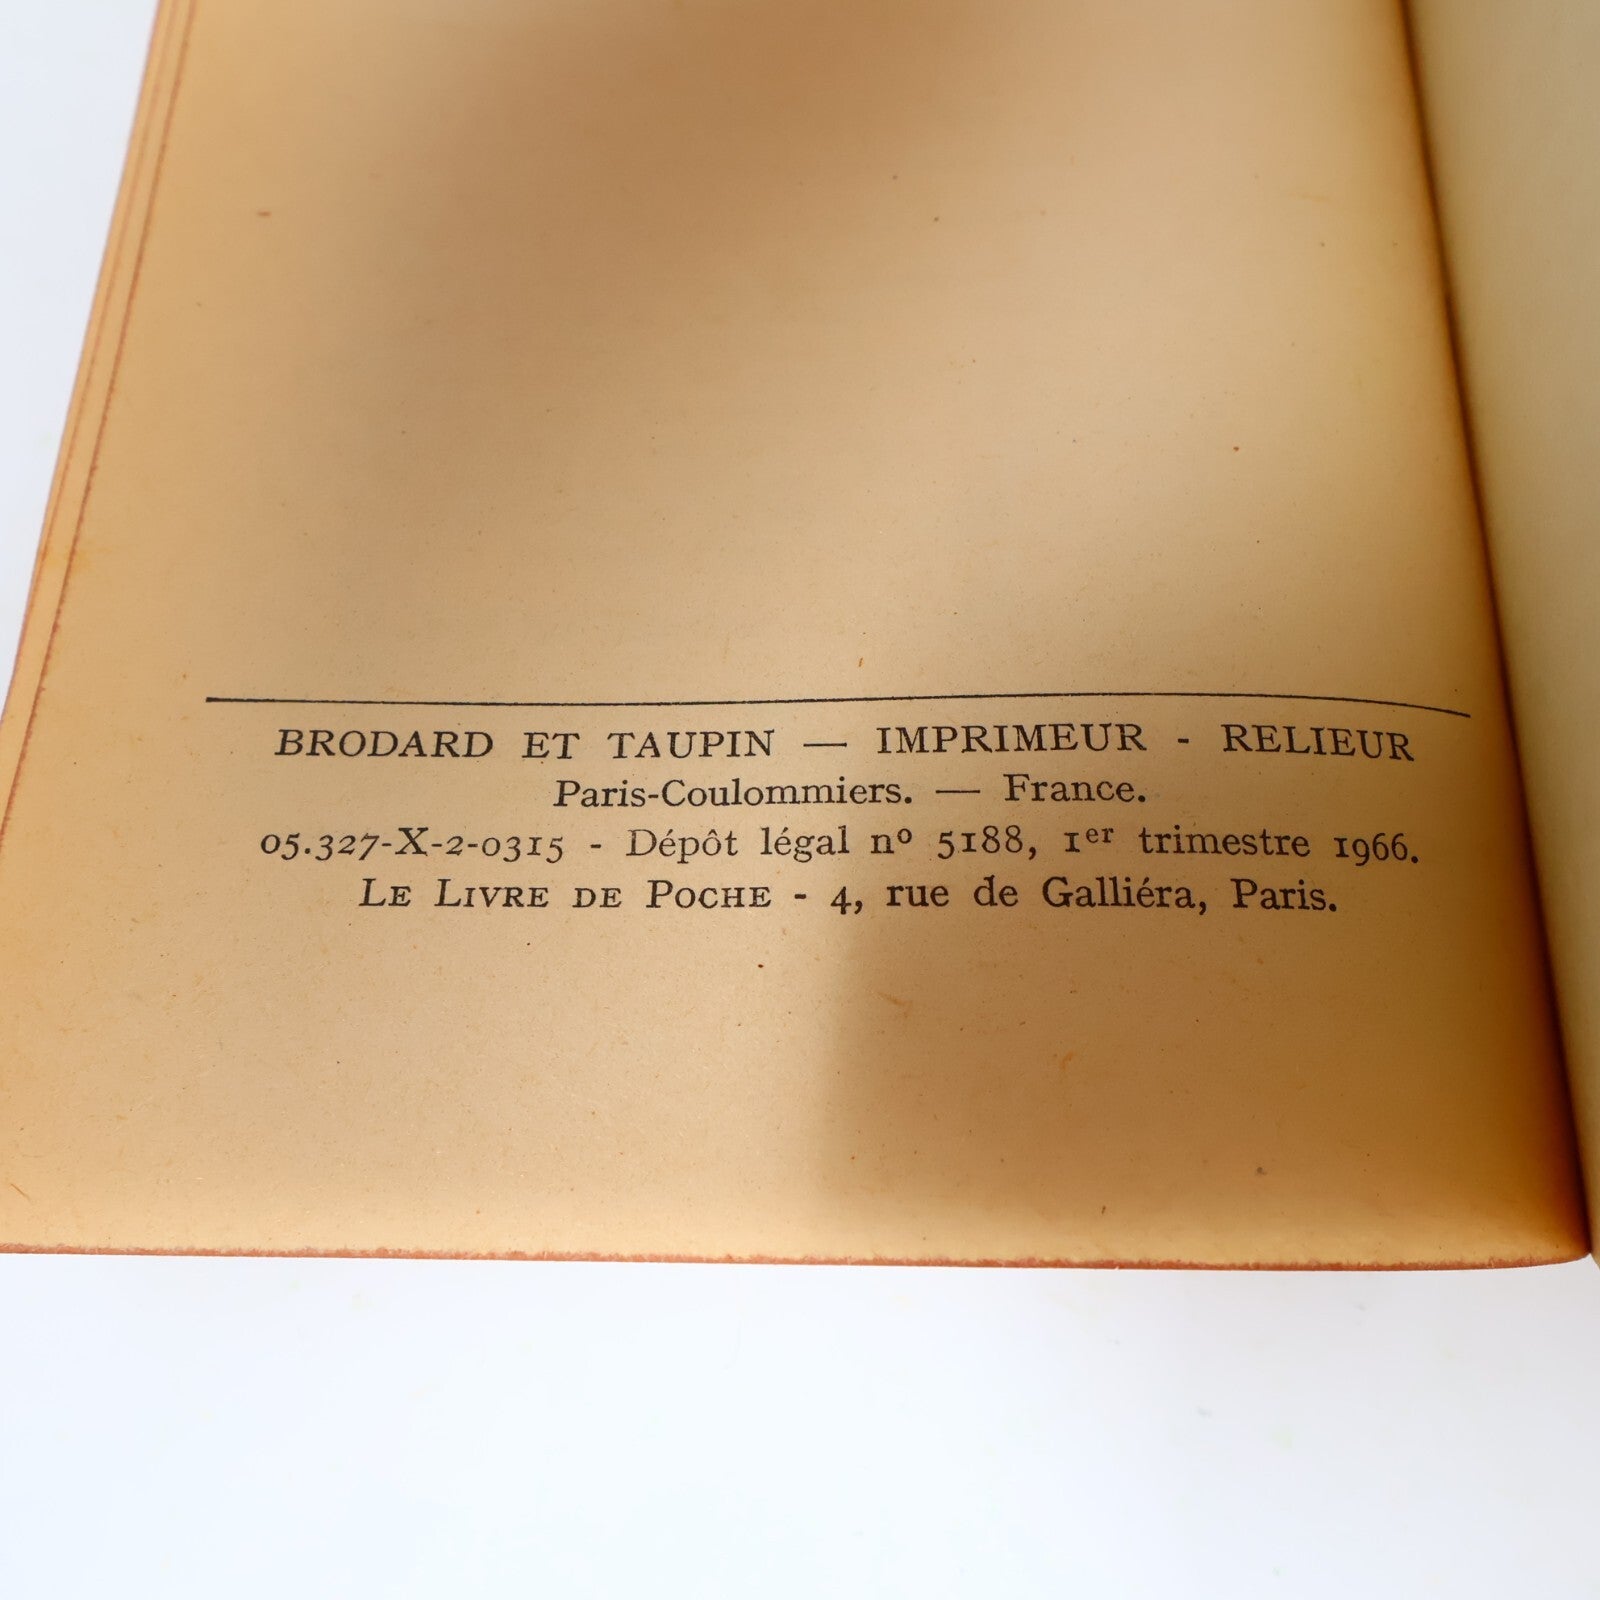 BRODARD ET TAUPIN — IMPRIMEUR - RELIEUR
Paris-Coulommiers. — France.
05.327-X-2-0315 - Dépôt légal nº 5188, 1er trimestre 1966.
LE LIVRE DE POCHE - 4, rue de Galliéra, Paris.